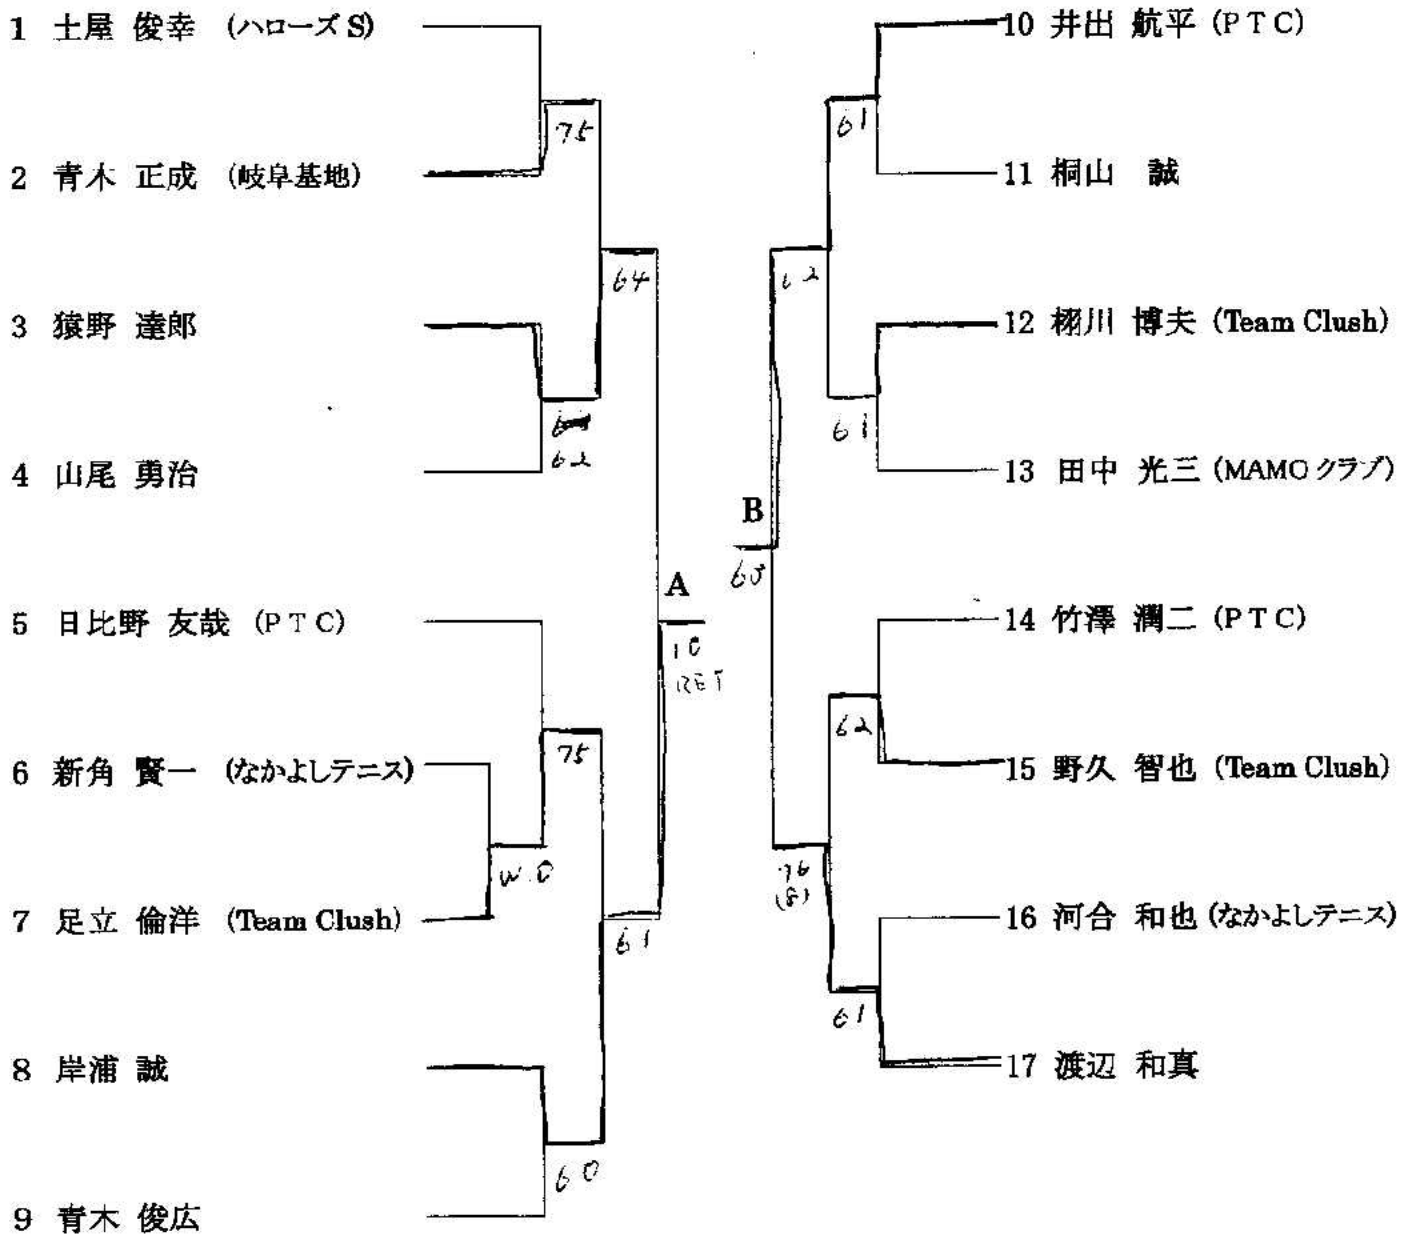 1 土屋 俊幸 (ハローズS)
75
2 青木 正成 (岐阜基地)
64
3 猿野 達郎
62
4 山尾 勇治
A
10
RET
5 日比野 友哉 (PTC)
75
6 新角 賢一 (なかよしテニス)
W.O
7 足立 倫洋 (Team Clush)
61
8 岸浦 誠
60
9 青木 俊広
10 井出 航平 (PTC)
61
11 桐山 誠
62
12 栩川 博夫 (Team Clush)
61
13 田中 光三 (MAMOクラブ)
B
14 竹澤 潤二 (PTC)
62
15 野久 智也 (Team Clush)
76
(8)
16 河合 和也 (なかよしテニス)
61
17 渡辺 和真